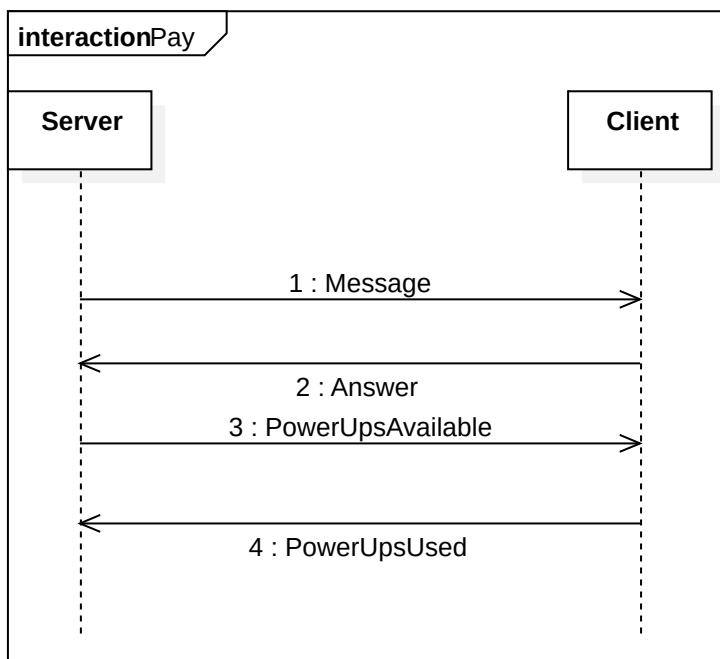 interactionPay
Server
Client
1 : Message
2 : Answer
3 : PowerUpsAvailable
4 : PowerUpsUsed